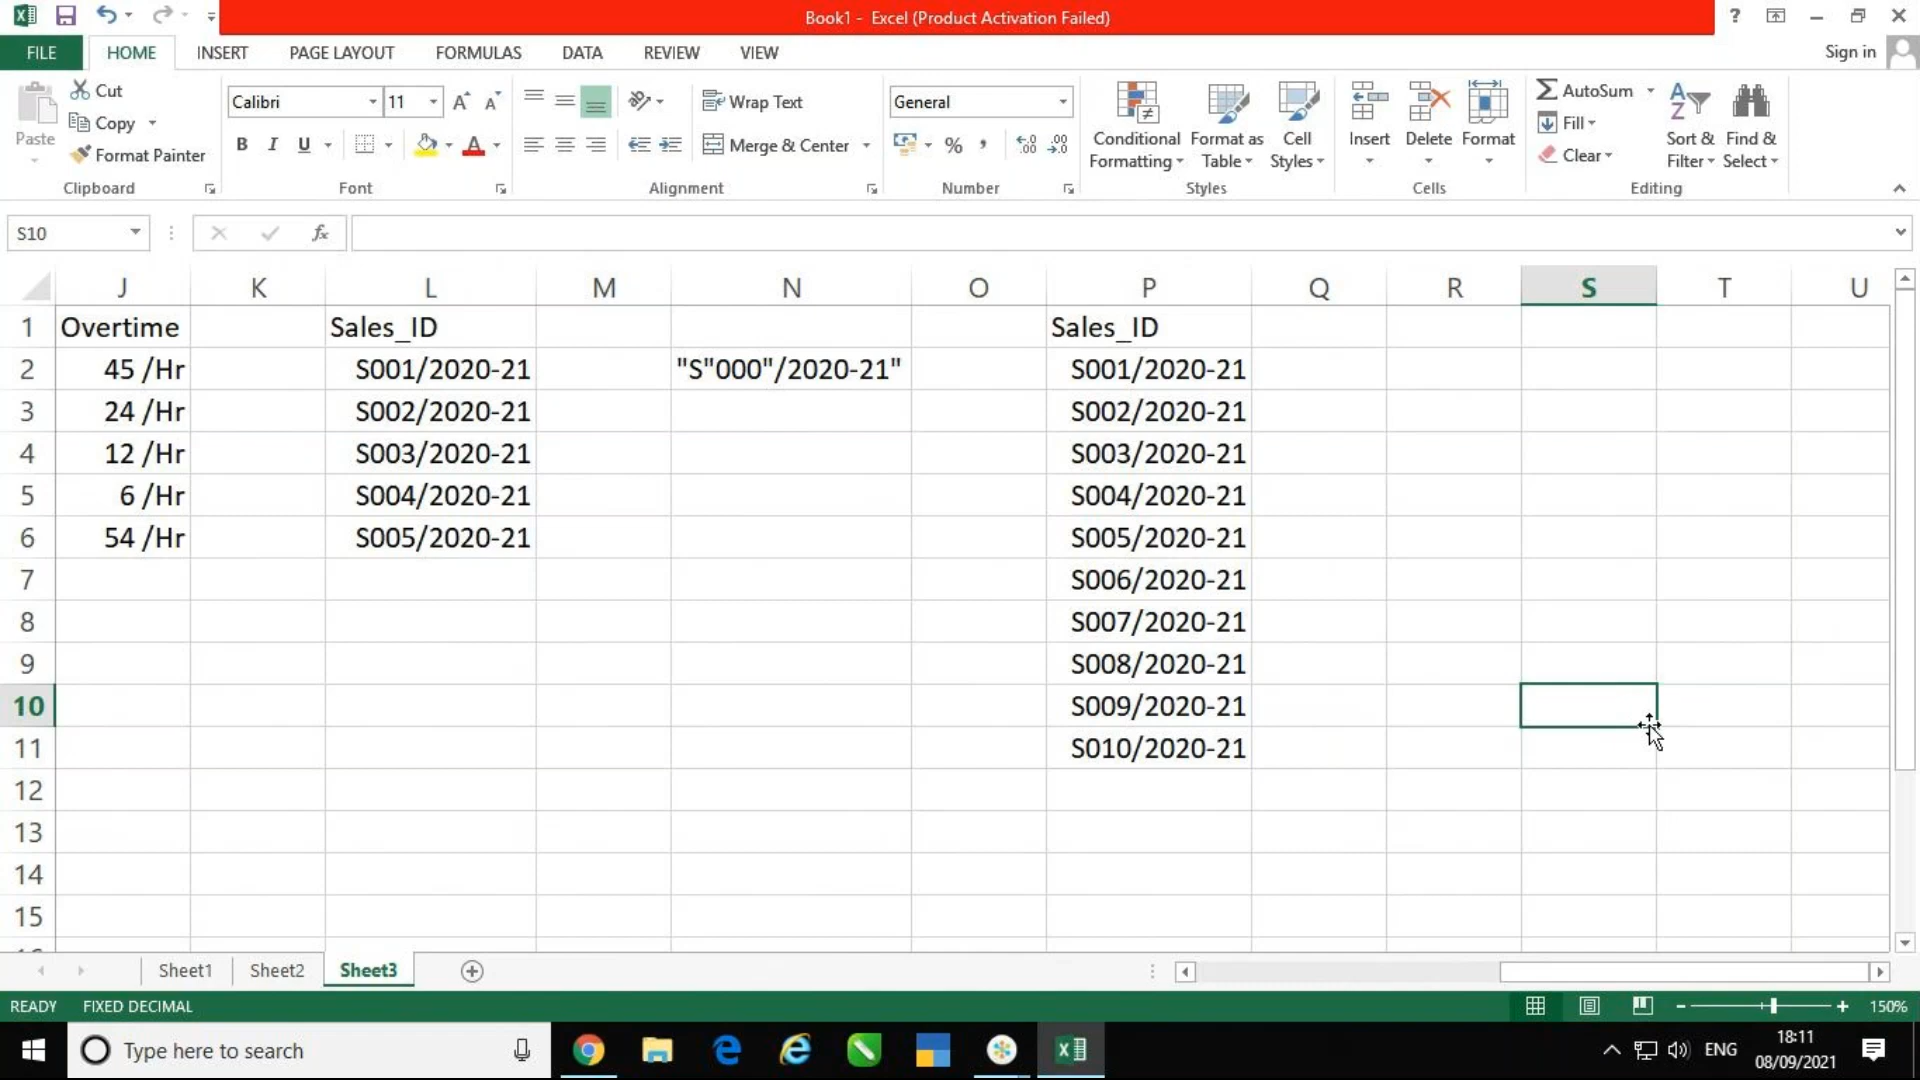 Book1 - Excel (Product Activation Failed)
?
FILE HOME INSERT PAGE LAYOUT FORMULAS DATA REVIEW VIEW Sign in
Paste
Cut
Copy
Format Painter
Clipboard
Calibri 11
B I U
Font
Wrap Text
Merge & Center
Alignment
General
%
Number
Conditional Formatting
Format as Table
Cell Styles
Styles
Insert Delete Format
Cells
AutoSum
Fill
Clear
Sort & Filter
Find & Select
Editing
S10 fx
J K L M N O P Q R S T U
1 Overtime Sales_ID Sales_ID
2 45 /Hr S001/2020-21 "S"000"/2020-21" S001/2020-21
3 24 /Hr S002/2020-21 S002/2020-21
4 12 /Hr S003/2020-21 S003/2020-21
5 6 /Hr S004/2020-21 S004/2020-21
6 54 /Hr S005/2020-21 S005/2020-21
7 S006/2020-21
8 S007/2020-21
9 S008/2020-21
10 S009/2020-21
11 S010/2020-21
12
13
14
15
Sheet1 Sheet2 Sheet3
READY FIXED DECIMAL 150%
Type here to search
ENG
18:11
08/09/2021